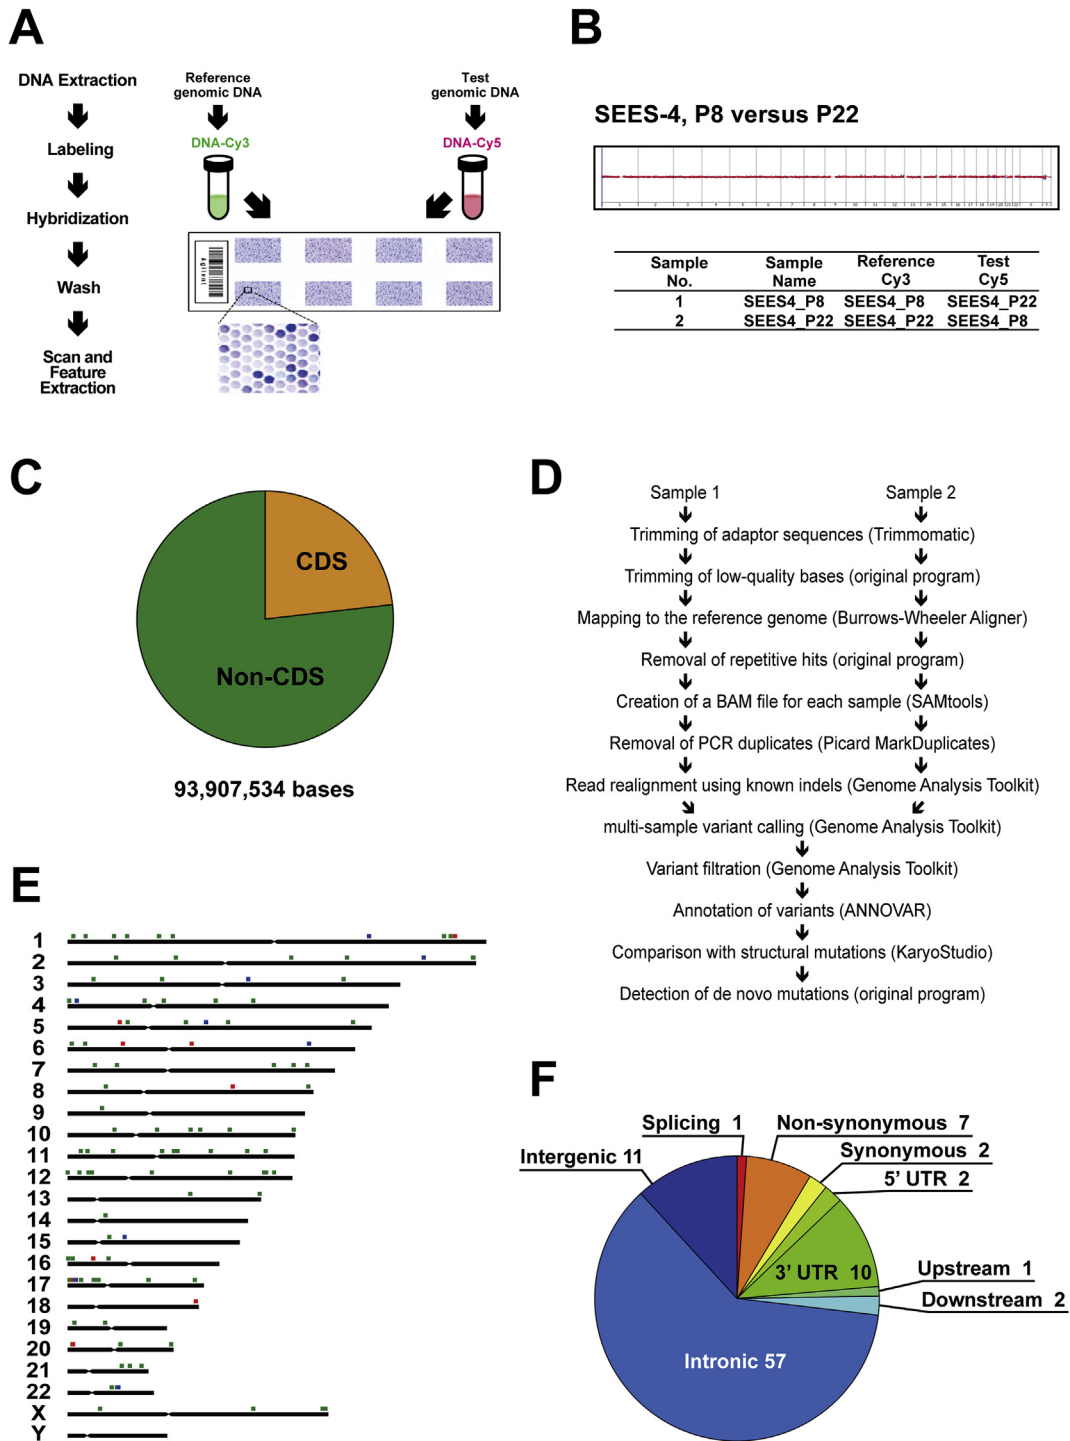 A
DNA Extraction
Labeling
Hybridization
Wash
Scan and
Feature
Extraction
Reference
genomic DNA
DNA-Cy3
Test
genomic DNA
DNA-Cy5
Agilent
B
SEES-4, P8 versus P22
Sample No. Sample Name Reference Cy3 Test Cy5
1 SEES4_P8 SEES4_P8 SEES4_P22
2 SEES4_P22 SEES4_P22 SEES4_P8
C
CDS
Non-CDS
93,907,534 bases
D
Sample 1 Sample 2
Trimming of adaptor sequences (Trimmomatic)
Trimming of low-quality bases (original program)
Mapping to the reference genome (Burrows-Wheeler Aligner)
Removal of repetitive hits (original program)
Creation of a BAM file for each sample (SAMtools)
Removal of PCR duplicates (Picard MarkDuplicates)
Read realignment using known indels (Genome Analysis Toolkit)
multi-sample variant calling (Genome Analysis Toolkit)
Variant filtration (Genome Analysis Toolkit)
Annotation of variants (ANNOVAR)
Comparison with structural mutations (KaryoStudio)
Detection of de novo mutations (original program)
E
1
2
3
4
5
6
7
8
9
10
11
12
13
14
15
16
17
18
19
20
21
22
X
Y
F
Splicing 1
Non-synonymous 7
Synonymous 2
5' UTR 2
Intergenic 11
3' UTR 10
Upstream 1
Downstream 2
Intronic 57